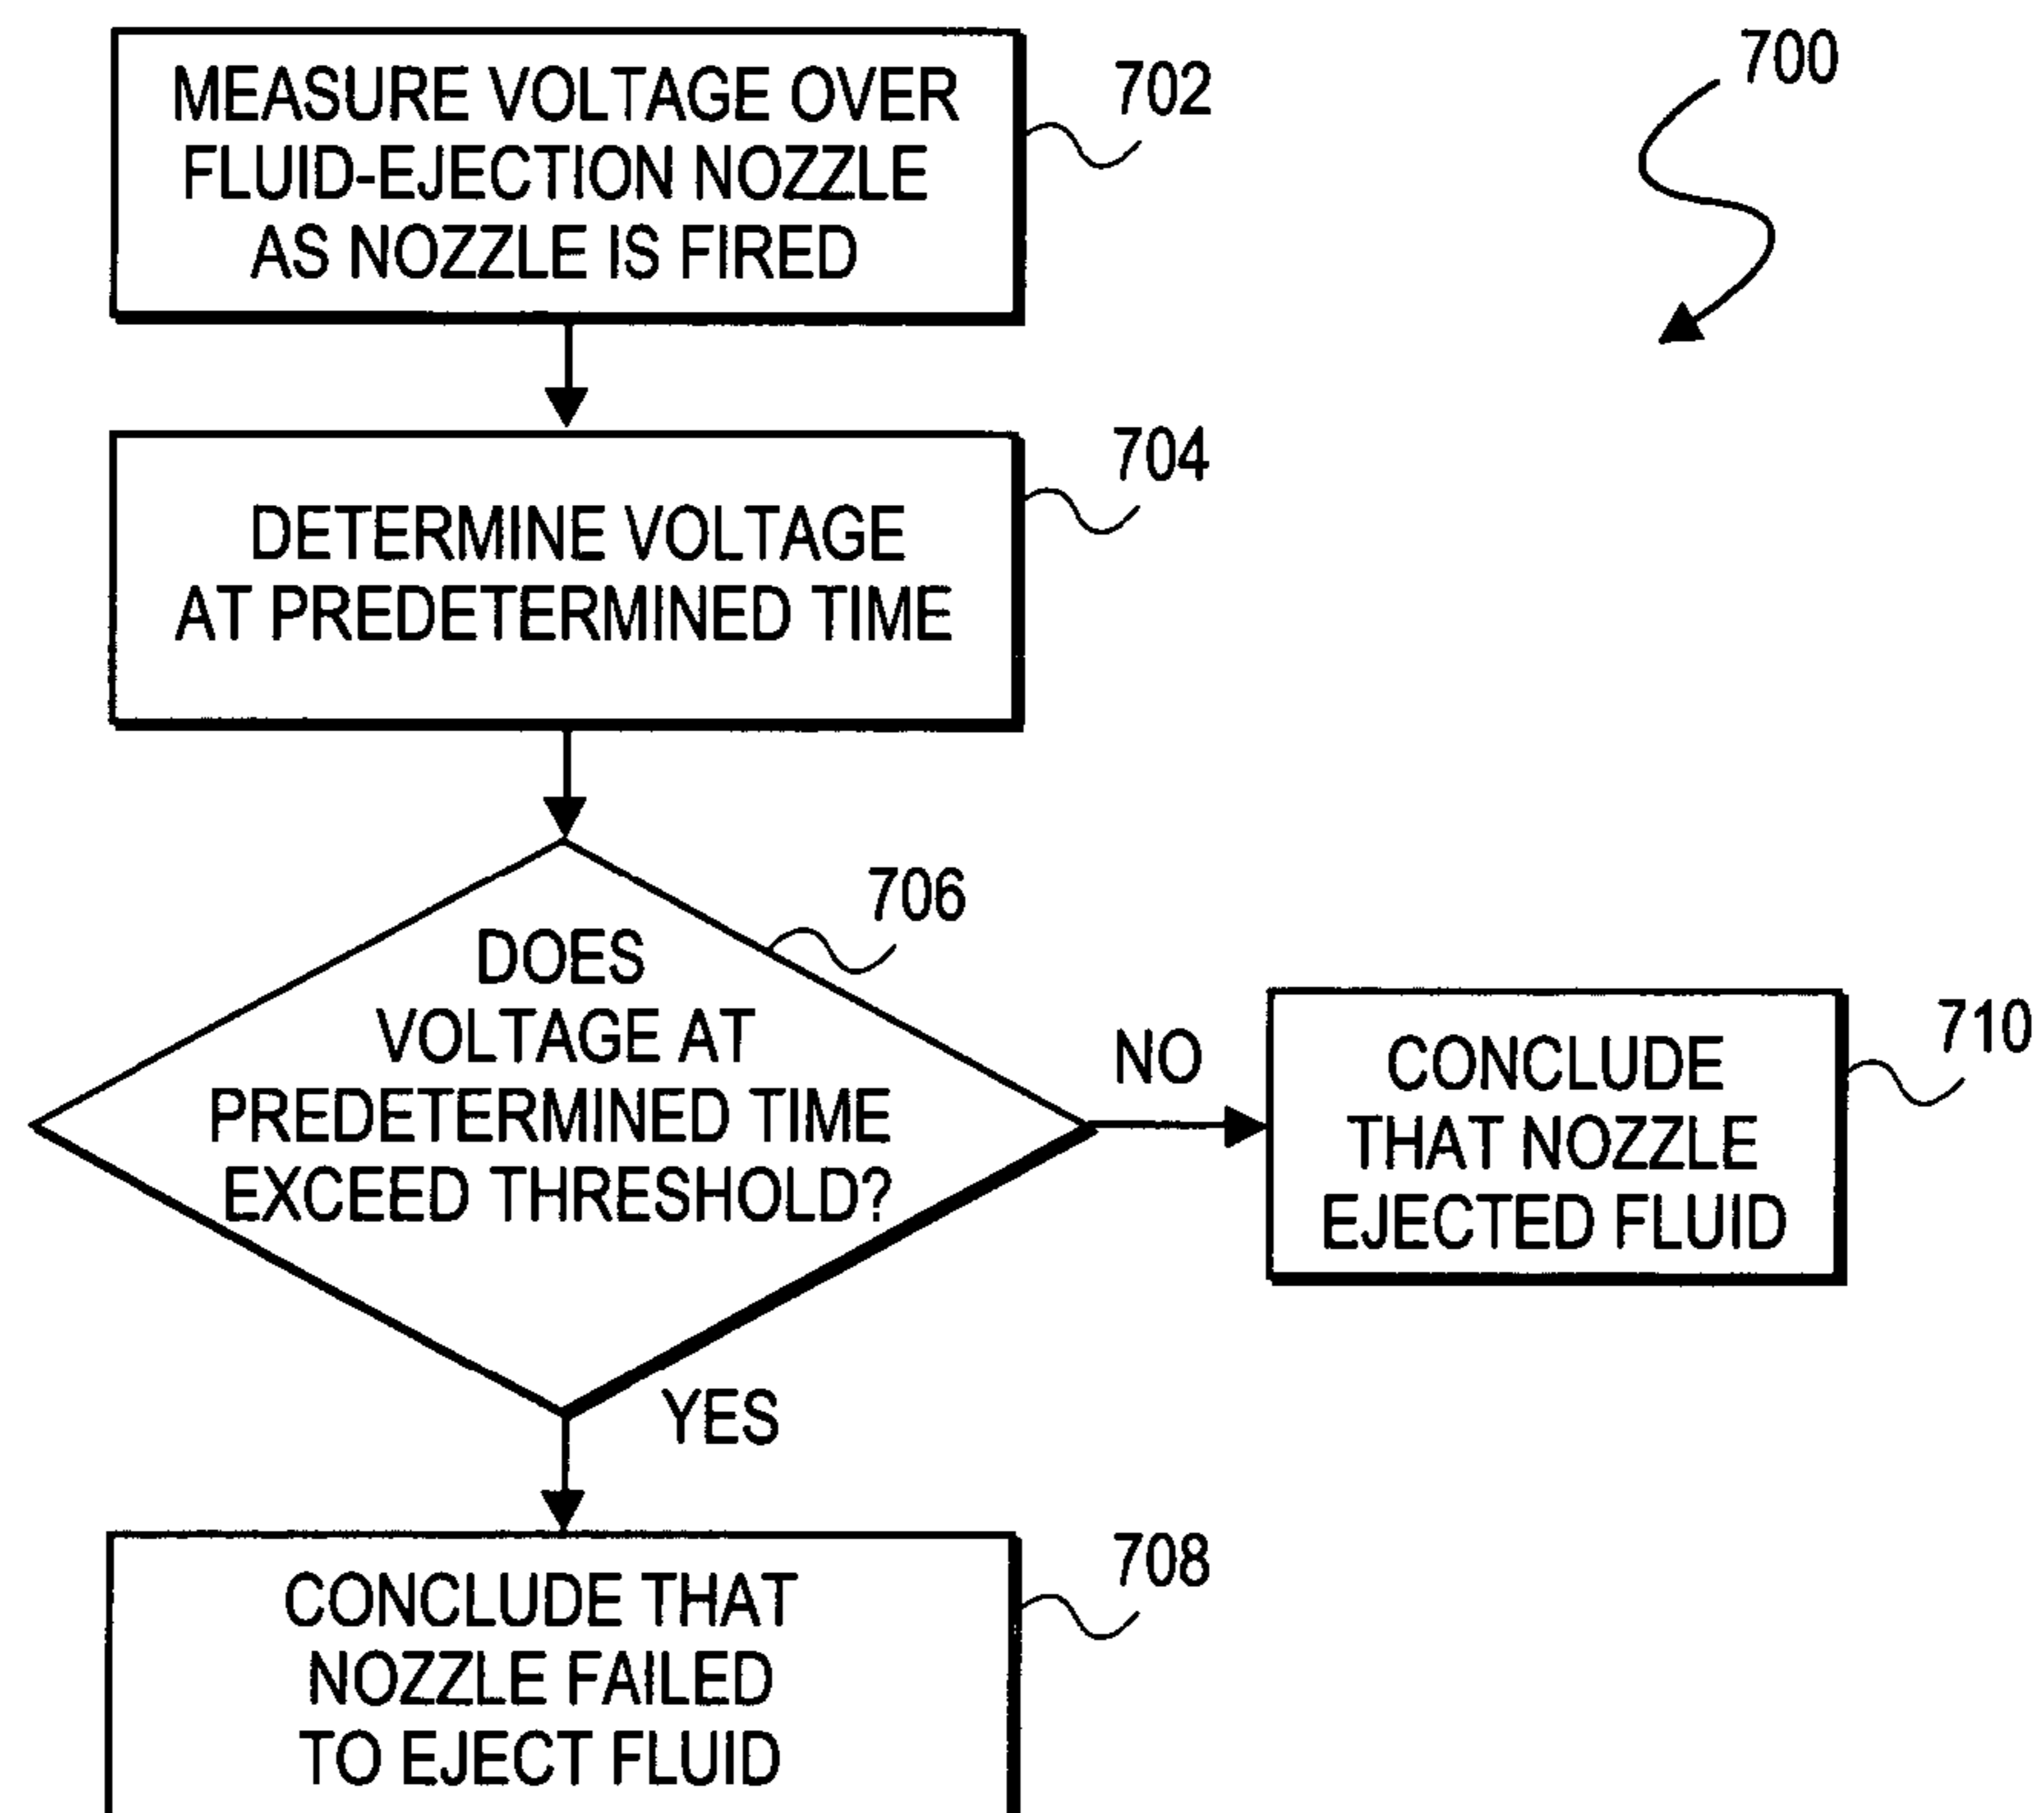 MEASURE VOLTAGE OVER
FLUID-EJECTION NOZZLE
AS NOZZLE IS FIRED
702
700
DETERMINE VOLTAGE
AT PREDETERMINED TIME
704
DOES
VOLTAGE AT
PREDETERMINED TIME
EXCEED THRESHOLD?
706
NO
CONCLUDE
THAT NOZZLE
EJECTED FLUID
710
YES
CONCLUDE THAT
NOZZLE FAILED
TO EJECT FLUID
708